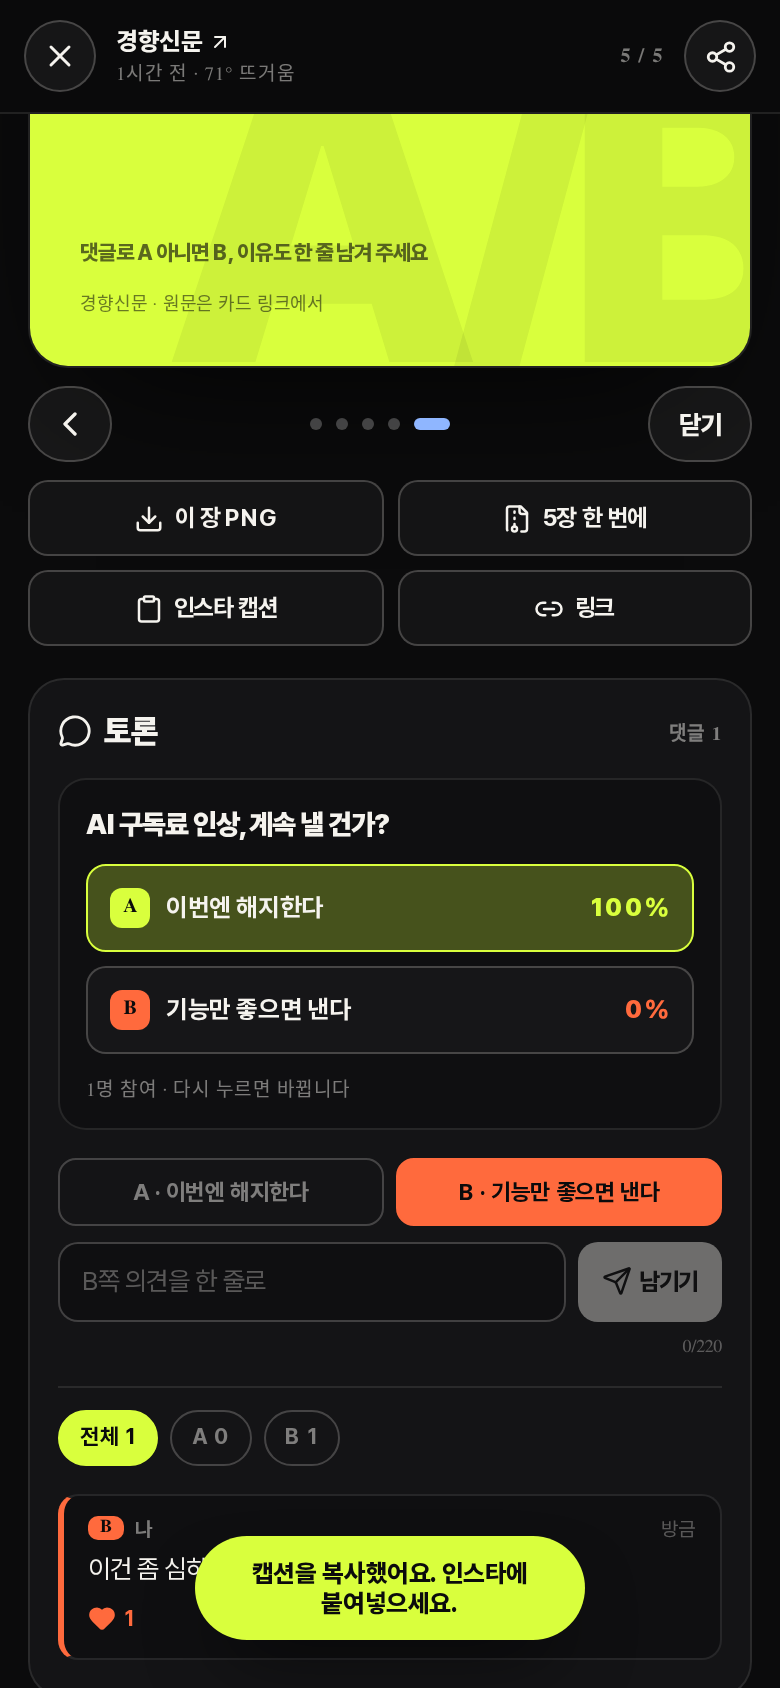 경향신문
1시간 전 · 71° 뜨거움
5 / 5
A/B
댓글로 A 아니면 B, 이유도 한 줄 남겨 주세요
경향신문 · 원문은 카드 링크에서
닫기
이 장 PNG
5장 한 번에
인스타 캡션
링크
토론
댓글 1
AI 구독료 인상, 계속 낼 건가?
A 이번엔 해지한다 100%
B 기능만 좋으면 낸다 0%
1명 참여 · 다시 누르면 바뀝니다
A · 이번엔 해지한다
B · 기능만 좋으면 낸다
B쪽 의견을 한 줄로
남기기
0/220
전체 1
A 0
B 1
B 나
방금
이건 좀
1
캡션을 복사했어요. 인스타에
붙여넣으세요.